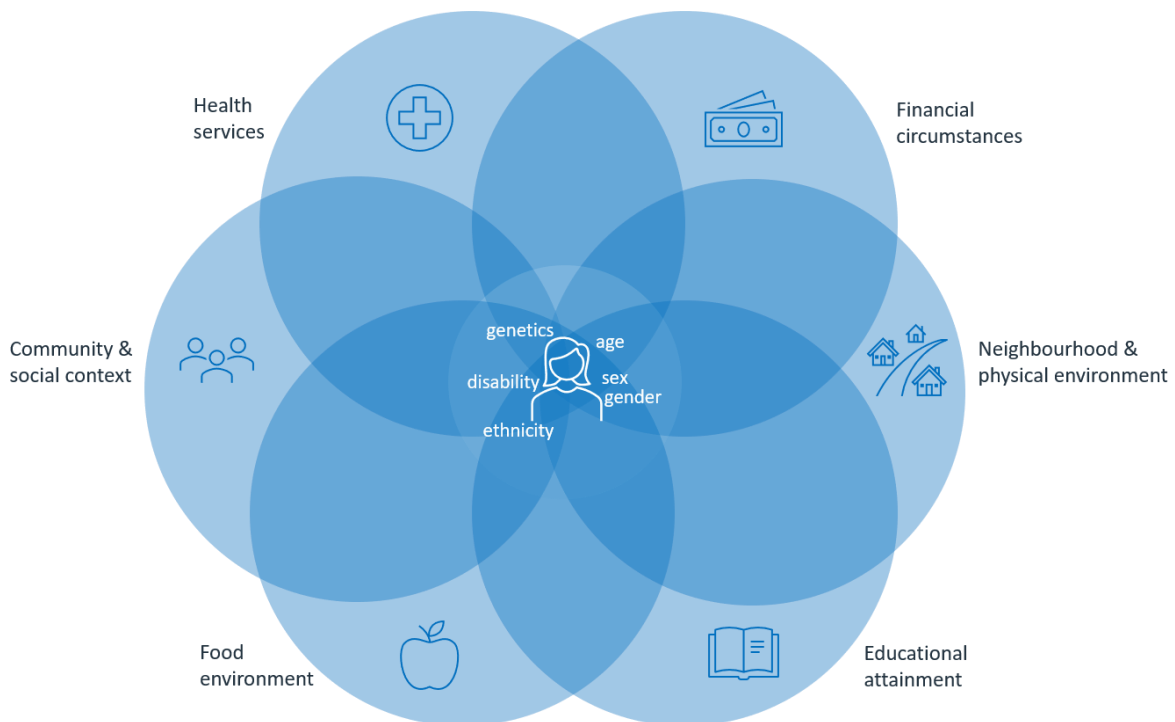 Health
services
Financial
circumstances
genetics
age
Community &
social context
disability
sex
gender
ethnicity
Neighbourhood &
physical environment
Food
environment
Educational
attainment